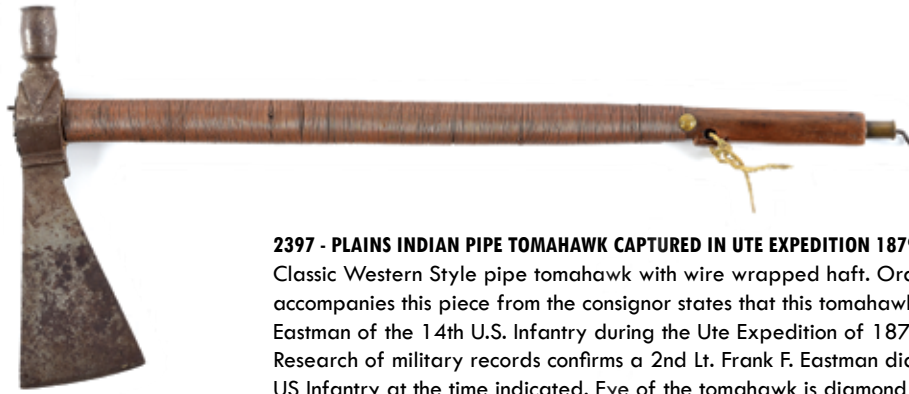 2397 - PLAINS INDIAN PIPE TOMAHAWK CAPTURED IN UTE EXPEDITION 1879
Classic Western Style pipe tomahawk with wire wrapped haft.
accompanies this piece from the consignor states that this tomahawk
Eastman of the 14th U.S. Infantry during the Ute Expedition of
Research of military records confirms a 2nd Lt. Frank F. Eastman
US Infantry at the time indicated. Eye of the tomahawk is diamond